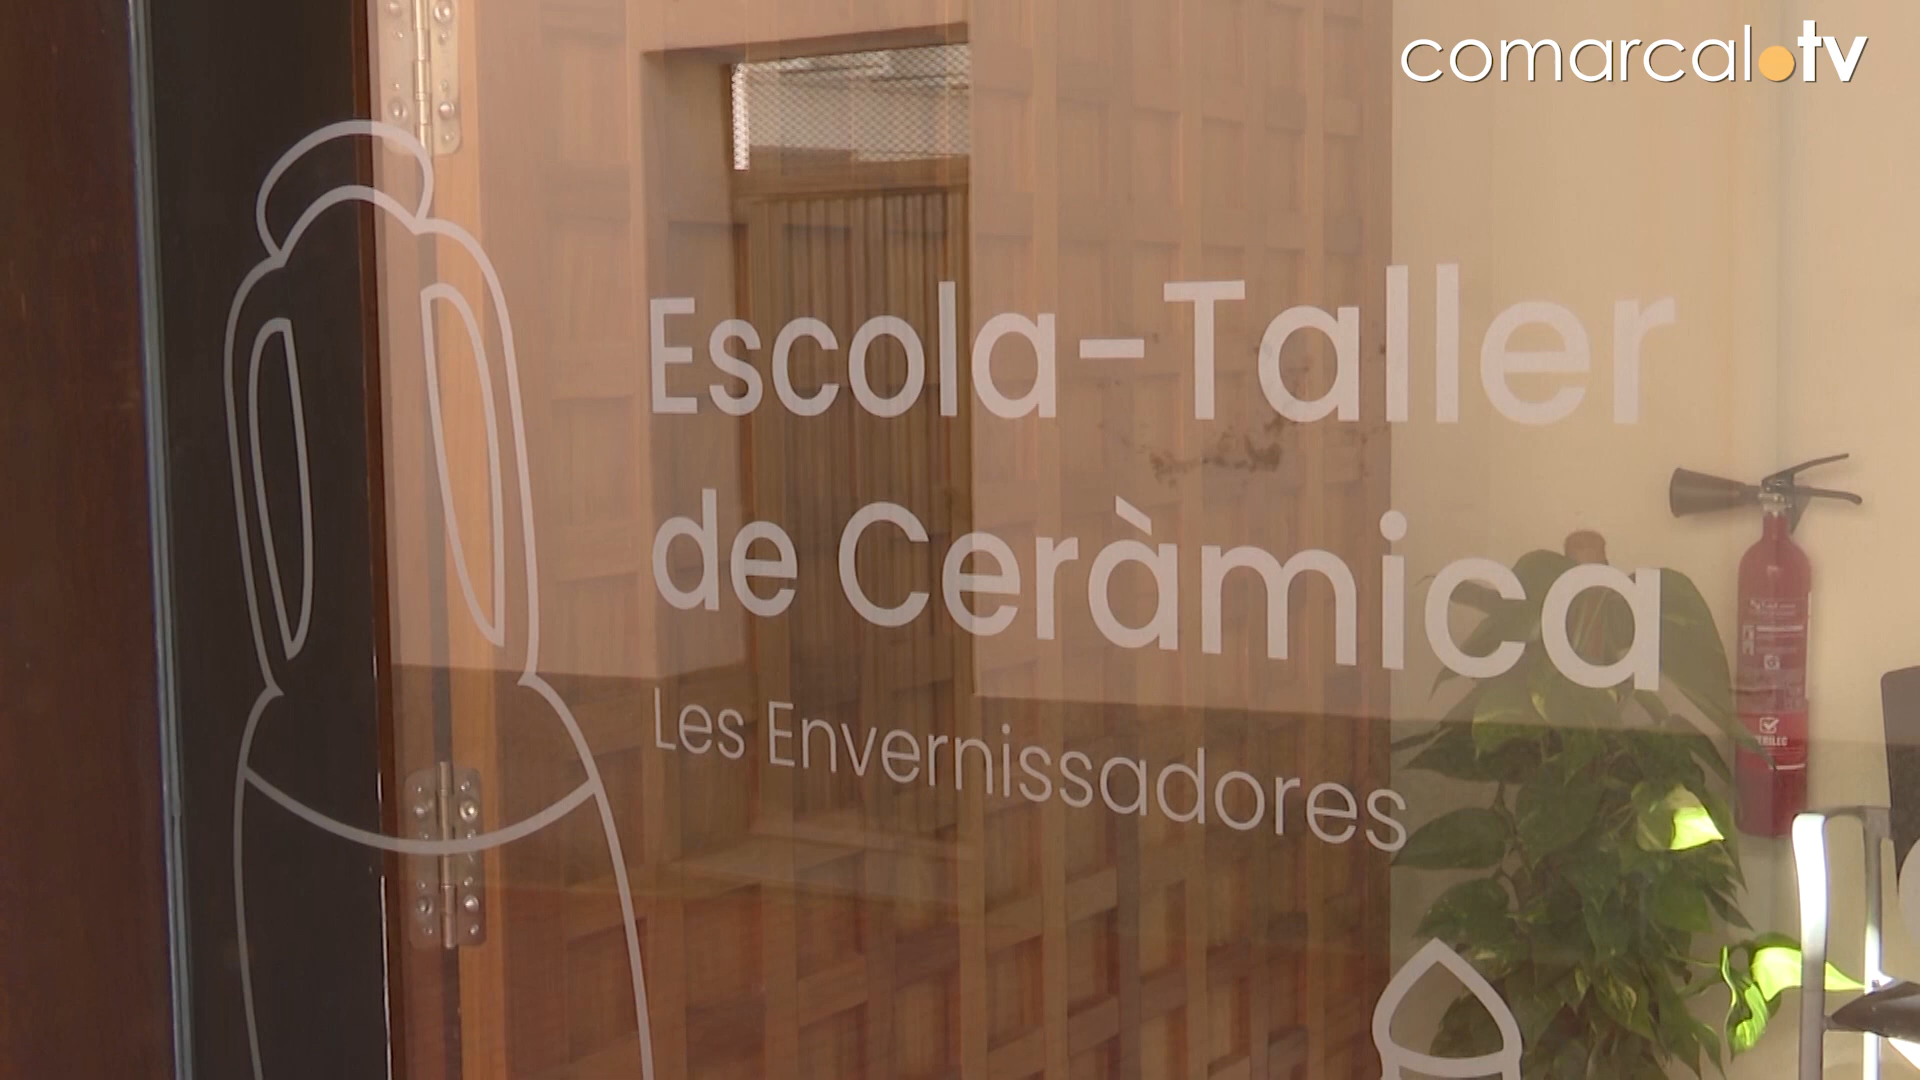 comarcal.tv
Escola-Taller
de Ceràmica
Les Envernissadores